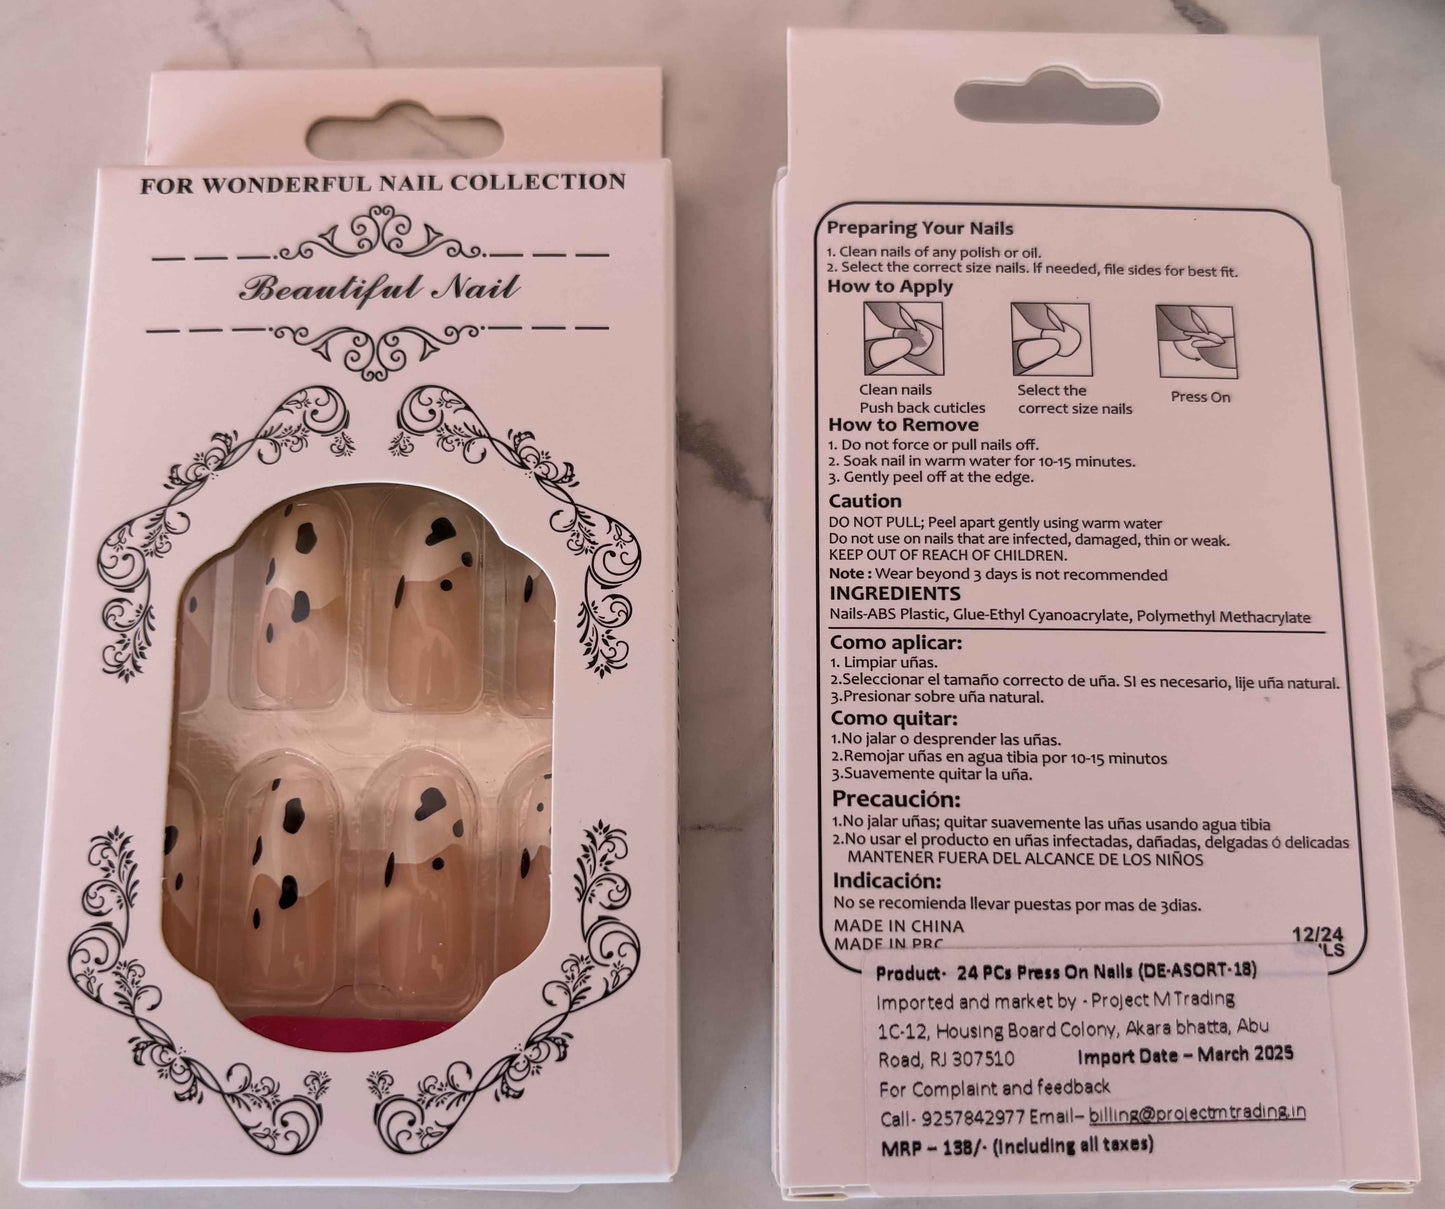 FOR WONDERFUL NAIL COLLECTION
Beautiful Nail
Preparing Your Nails
1. Clean nails of any polish or oil.
2. Select the correct size nails. If needed, file sides for best fit.
How to Apply
Clean nails
Push back cuticles
Select the
correct size nails
Press On
How to Remove
1. Do not force or pull nails off.
2. Soak nail in warm water for 10-15 minutes.
3. Gently peel off at the edge.
Caution
DO NOT PULL; Peel apart gently using warm water
Do not use on nails that are infected, damaged, thin or weak.
KEEP OUT OF REACH OF CHILDREN.
Note : Wear beyond 3 days is not recommended
INGREDIENTS
Nails-ABS Plastic, Glue-Ethyl Cyanoacrylate, Polymethyl Methacrylate
Como aplicar:
1. Limpiar uñas.
2.Seleccionar el tamaño correcto de uña. SI es necesario, lije uña natural.
3.Presionar sobre uña natural.
Como quitar:
1.No jalar o desprender las uñas.
2.Remojar uñas en agua tibia por 10-15 minutos
3.Suavemente quitar la uña.
Precaución:
1.No jalar uñas; quitar suavemente las uñas usando agua tibia
2.No usar el producto en uñas infectadas, dañadas, delgadas ó delicadas
MANTENER FUERA DEL ALCANCE DE LOS NIÑOS
Indicación:
No se recomienda llevar puestas por mas de 3dias.
MADE IN CHINA
MADE IN PRC
12/24
Product- 24 PCs Press On Nails (DE-ASORT-18)
Imported and market by - Project M Trading
1C-12, Housing Board Colony, Akara bhatta, Abu
Road, RJ 307510 Import Date – March 2025
For Complaint and feedback
Call- 9257842977 Email– billing@projectmtrading.in
MRP – 138/- (Including all taxes)